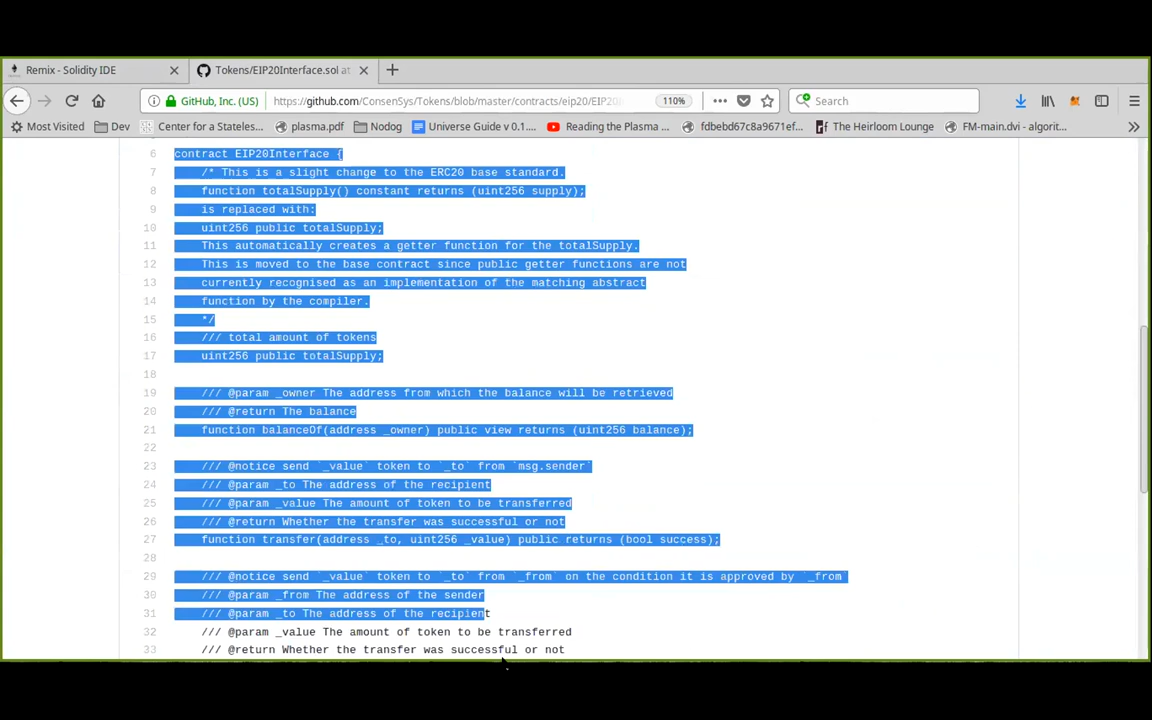 Remix - Solidity IDE
Tokens/EIP20Interface.sol at
GitHub, Inc. (US)
https://github.com/ConsenSys/Tokens/blob/master/contracts/eip20/EIP20I
110%
Search
Most Visited
Dev
Center for a Stateles...
plasma.pdf
Nodog
Universe Guide v 0.1....
Reading the Plasma ...
fdbebd67c8a9671ef...
The Heirloom Lounge
FM-main.dvi - algorit...
6 contract EIP20Interface {
7 /* This is a slight change to the ERC20 base standard.
8 function totalSupply() constant returns (uint256 supply);
9 is replaced with:
10 uint256 public totalSupply;
11 This automatically creates a getter function for the totalSupply.
12 This is moved to the base contract since public getter functions are not
13 currently recognised as an implementation of the matching abstract
14 function by the compiler.
15 */
16 /// total amount of tokens
17 uint256 public totalSupply;
18
19 /// @param _owner The address from which the balance will be retrieved
20 /// @return The balance
21 function balanceOf(address _owner) public view returns (uint256 balance);
22
23 /// @notice send `_value` token to `_to` from `msg.sender`
24 /// @param _to The address of the recipient
25 /// @param _value The amount of token to be transferred
26 /// @return Whether the transfer was successful or not
27 function transfer(address _to, uint256 _value) public returns (bool success);
28
29 /// @notice send `_value` token to `_to` from `_from` on the condition it is approved by `_from`
30 /// @param _from The address of the sender
31 /// @param _to The address of the recipient
32 /// @param _value The amount of token to be transferred
33 /// @return Whether the transfer was successful or not